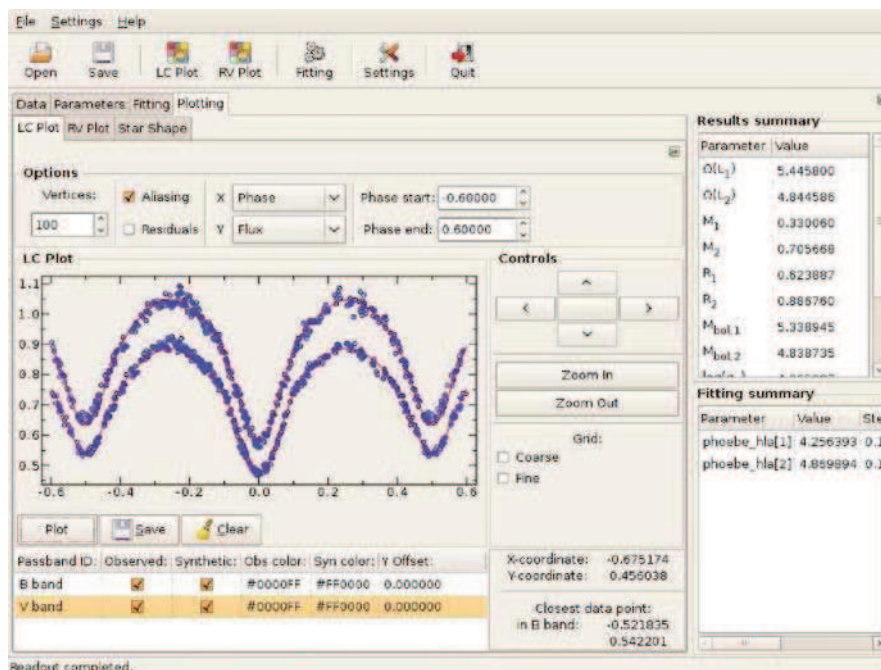 File Settings Help
Open Save LC Plot RV Plot Fitting Settings Quit
Data Parameters Fitting Plotting
LC Plot RV Plot Star Shape
Options
Vertices: Aliasing X Phase Phase start: -0.60000
100 Residuals Y Flux Phase end: 0.60000
LC Plot
1.1
1.0
0.9
0.8
0.7
0.6
0.5
-0.6 -0.4 -0.2 0.0 0.2 0.4 0.6
Plot Save Clear
Passband ID: Observed: Synthetic: Obs color: Syn color: Y Offset:
B band #0000FF #FF0000 0.000000
V band #0000FF #FF0000 0.000000
Controls
Zoom In
Zoom Out
Grid:
Coarse
Fine
X-coordinate: -0.675174
Y-coordinate: 0.456038
Closest data point:
in B band: -0.521835
0.542201
Results summary
Parameter Value
Ω(L1) 5.445800
Ω(L2) 4.844586
M1 0.330060
M2 0.705668
R1 0.623887
R2 0.886760
Mbol,1 5.338945
Mbol,2 4.838735
Fitting summary
Parameter Value Ste
phoebe_hla[1] 4.256393 0.1
phoebe_hla[2] 4.869894 0.1
Readout completed.